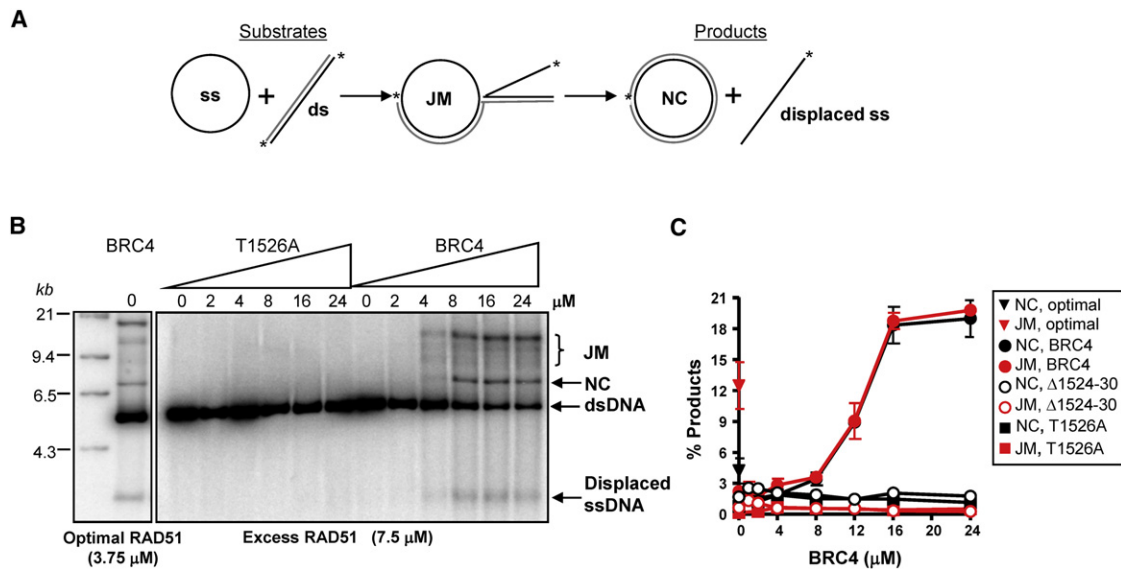 A
Substrates
Products
ss
+
ds
*
*
*
JM
*
*
NC
+
*
displaced ss
B
BRC4
T1526A
BRC4
kb
0
0 2 4 8 16 24 0 2 4 8 16 24 μM
21
9.4
6.5
4.3
JM
NC
dsDNA
Displaced
ssDNA
Optimal RAD51
(3.75 μM)
Excess RAD51 (7.5 μM)
C
21
18
15
12
9
6
3
0
% Products
0 4 8 12 16 20 24
BRC4 (μM)
NC, optimal
JM, optimal
NC, BRC4
JM, BRC4
NC, Δ1524-30
JM, Δ1524-30
NC, T1526A
JM, T1526A